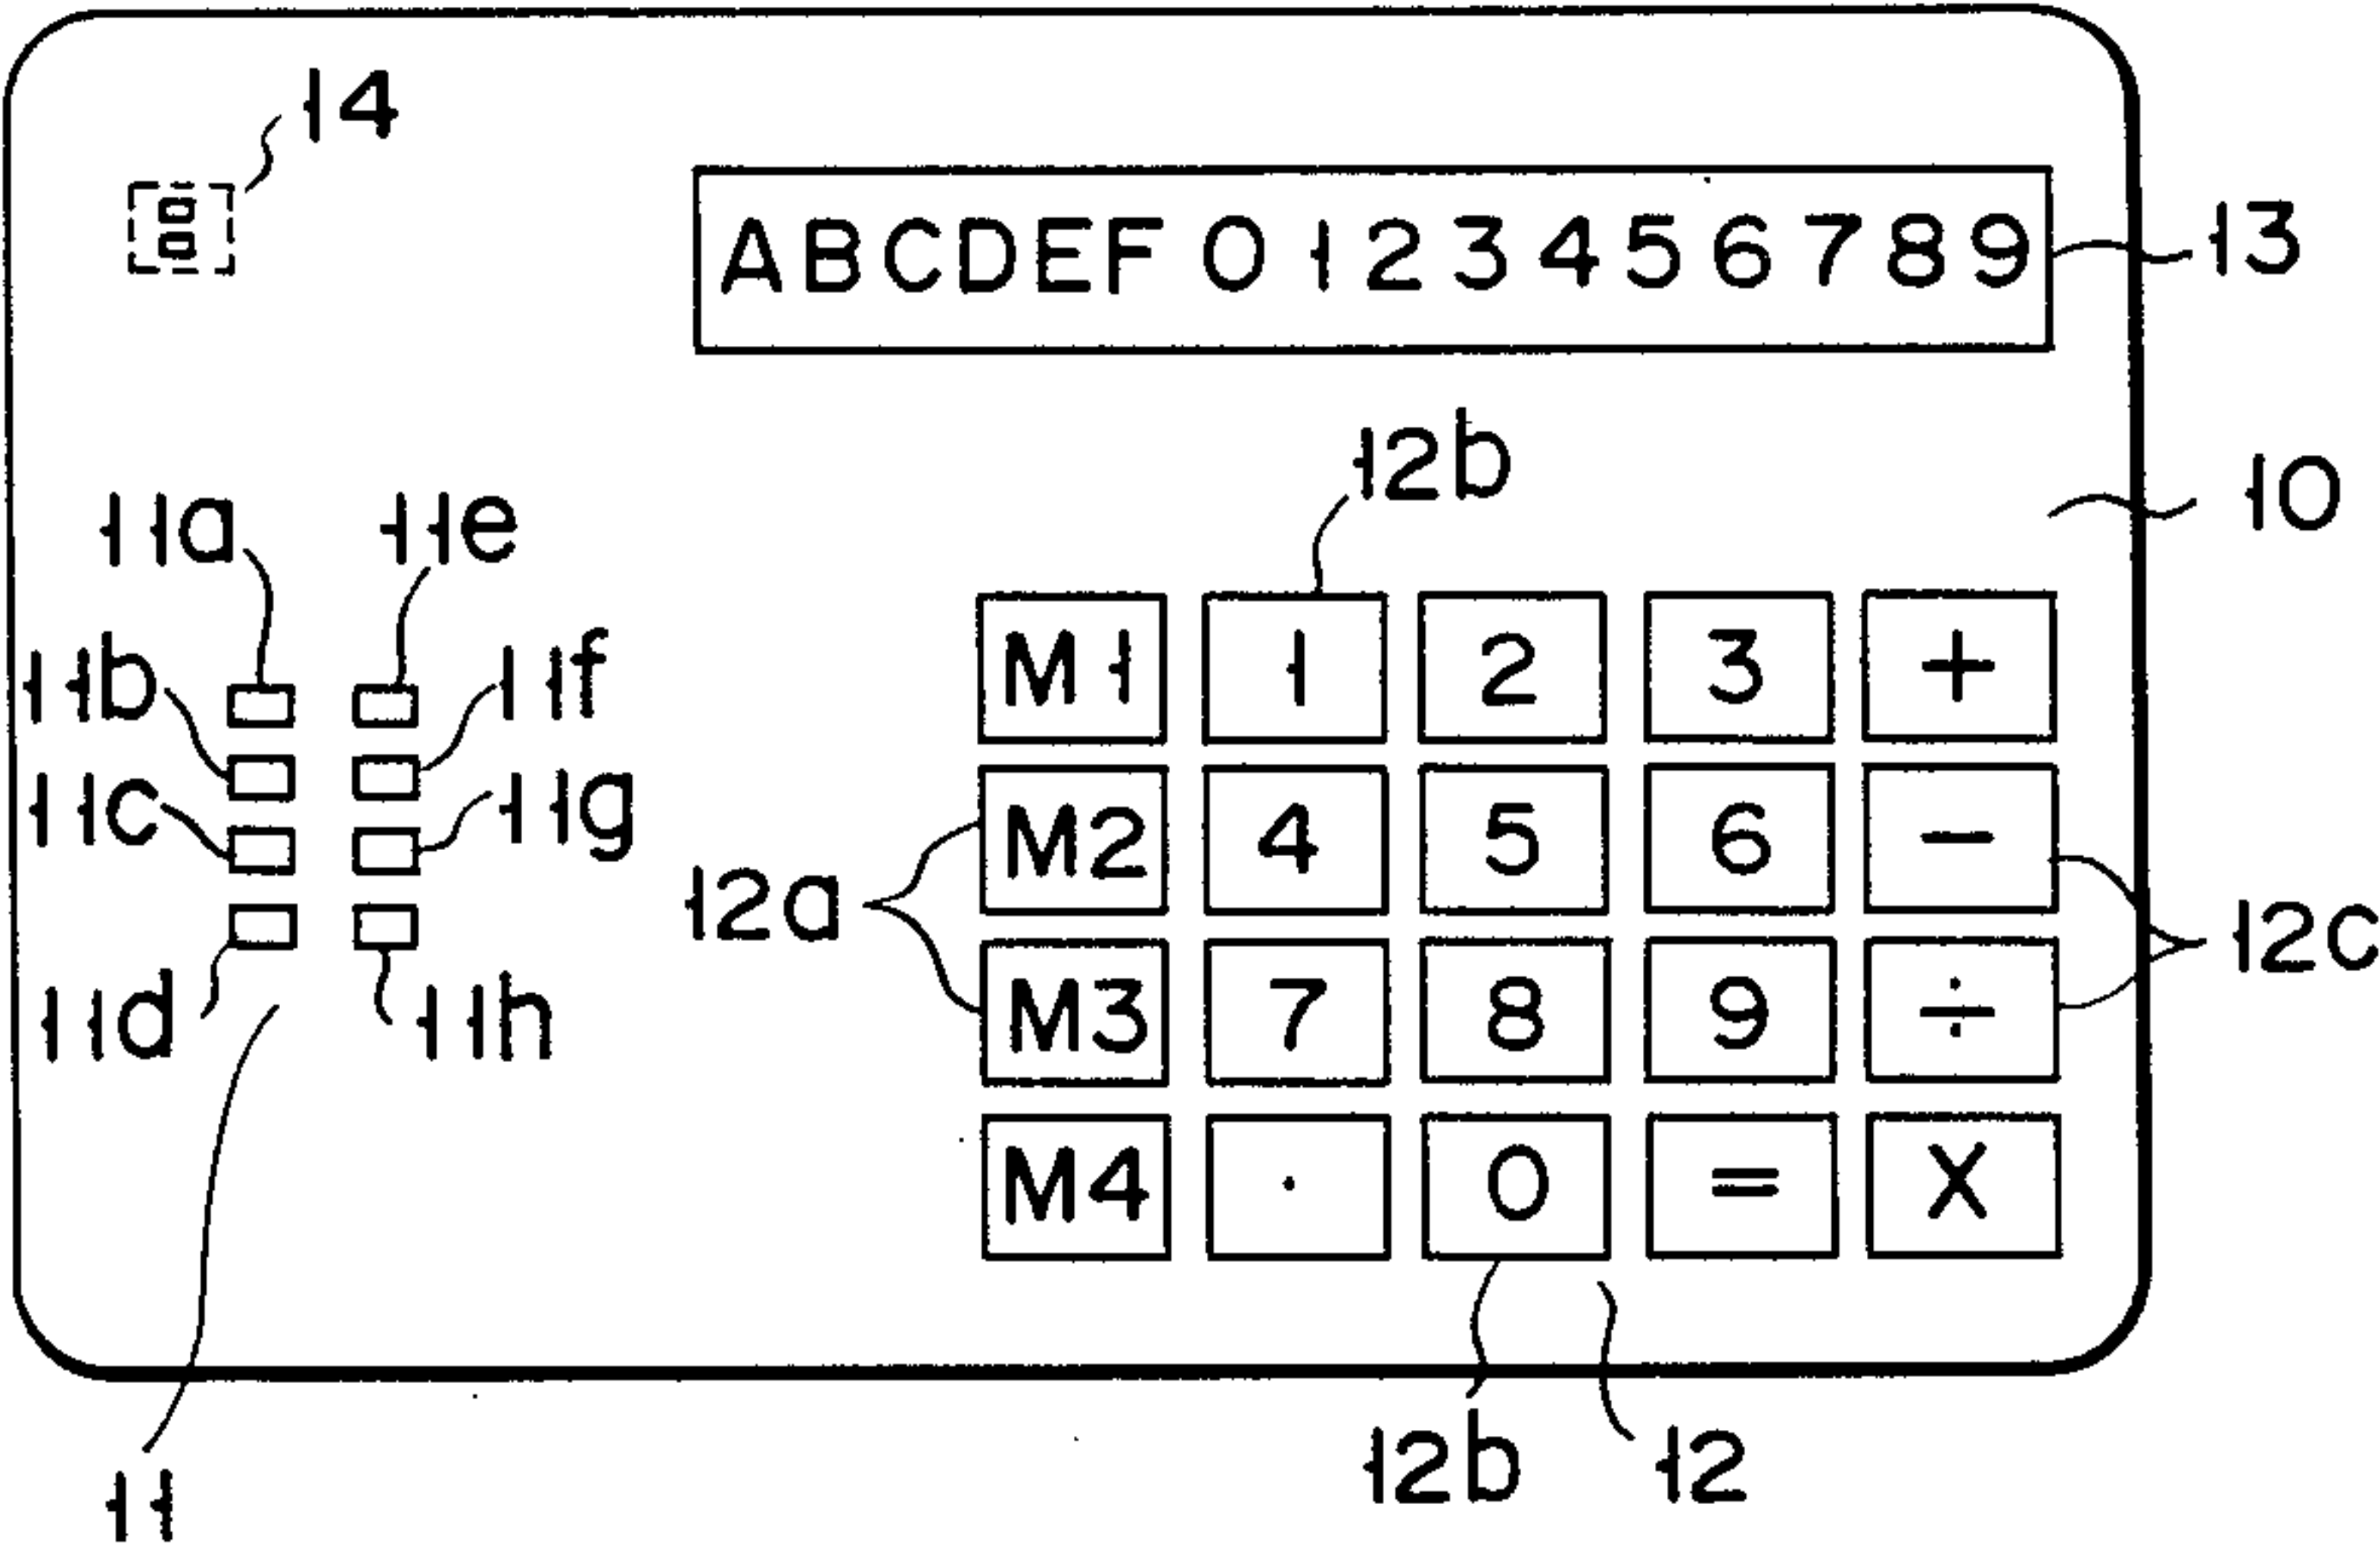 14
ABCDEF 0123456789
13
12b
10
11a 11e
11b 11f
11c 11g
11d 11h
12a
M1 1 2 3 +
M2 4 5 6 −
M3 7 8 9 ÷
12c
M4 · 0 = X
11
12b 12